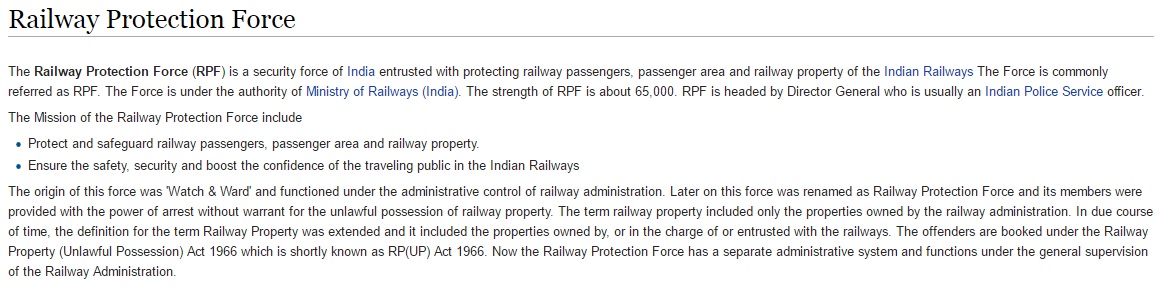 Railway Protection Force
The Railway Protection Force (RPF) is a security force of India entrusted with protecting railway passengers, passenger area and railway property of the Indian Railways The Force is commonly
referred as RPF. The Force is under the authority of Ministry of Railways (India). The strength of RPF is about 65,000. RPF is headed by Director General who is usually an Indian Police Service officer.
The Mission of the Railway Protection Force include
• Protect and safeguard railway passengers, passenger area and railway property.
• Ensure the safety, security and boost the confidence of the traveling public in the Indian Railways
The origin of this force was 'Watch & Ward' and functioned under the administrative control of railway administration. Later on this force was renamed as Railway Protection Force and its members were
provided with the power of arrest without warrant for the unlawful possession of railway property. The term railway property included only the properties owned by the railway administration. In due course
of time, the definition for the term Railway Property was extended and it included the properties owned by, or in the charge of or entrusted with the railways. The offenders are booked under the Railway
Property (Unlawful Possession) Act 1966 which is shortly known as RP(UP) Act 1966. Now the Railway Protection Force has a separate administrative system and functions under the general supervision
of the Railway Administration.